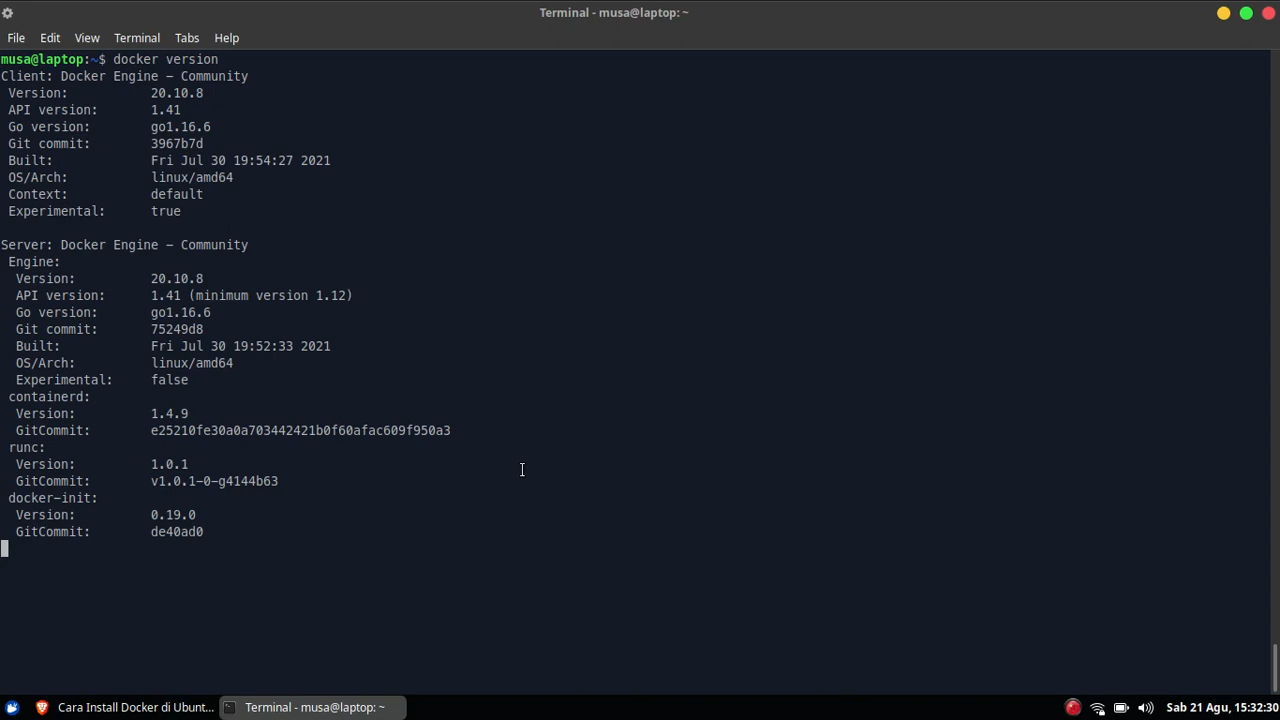 Terminal - musa@laptop: ~
File Edit View Terminal Tabs Help
musa@laptop:~$ docker version
Client: Docker Engine - Community
 Version:           20.10.8
 API version:       1.41
 Go version:        go1.16.6
 Git commit:        3967b7d
 Built:             Fri Jul 30 19:54:27 2021
 OS/Arch:           linux/amd64
 Context:           default
 Experimental:      true

Server: Docker Engine - Community
 Engine:
  Version:          20.10.8
  API version:      1.41 (minimum version 1.12)
  Go version:       go1.16.6
  Git commit:       75249d8
  Built:            Fri Jul 30 19:52:33 2021
  OS/Arch:          linux/amd64
  Experimental:     false
 containerd:
  Version:          1.4.9
  GitCommit:        e25210fe30a0a703442421b0f60afac609f950a3
 runc:
  Version:          1.0.1
  GitCommit:        v1.0.1-0-g4144b63
 docker-init:
  Version:          0.19.0
  GitCommit:        de40ad0
Cara Install Docker di Ubunt... Terminal - musa@laptop: ~ Sab 21 Agu, 15:32:30